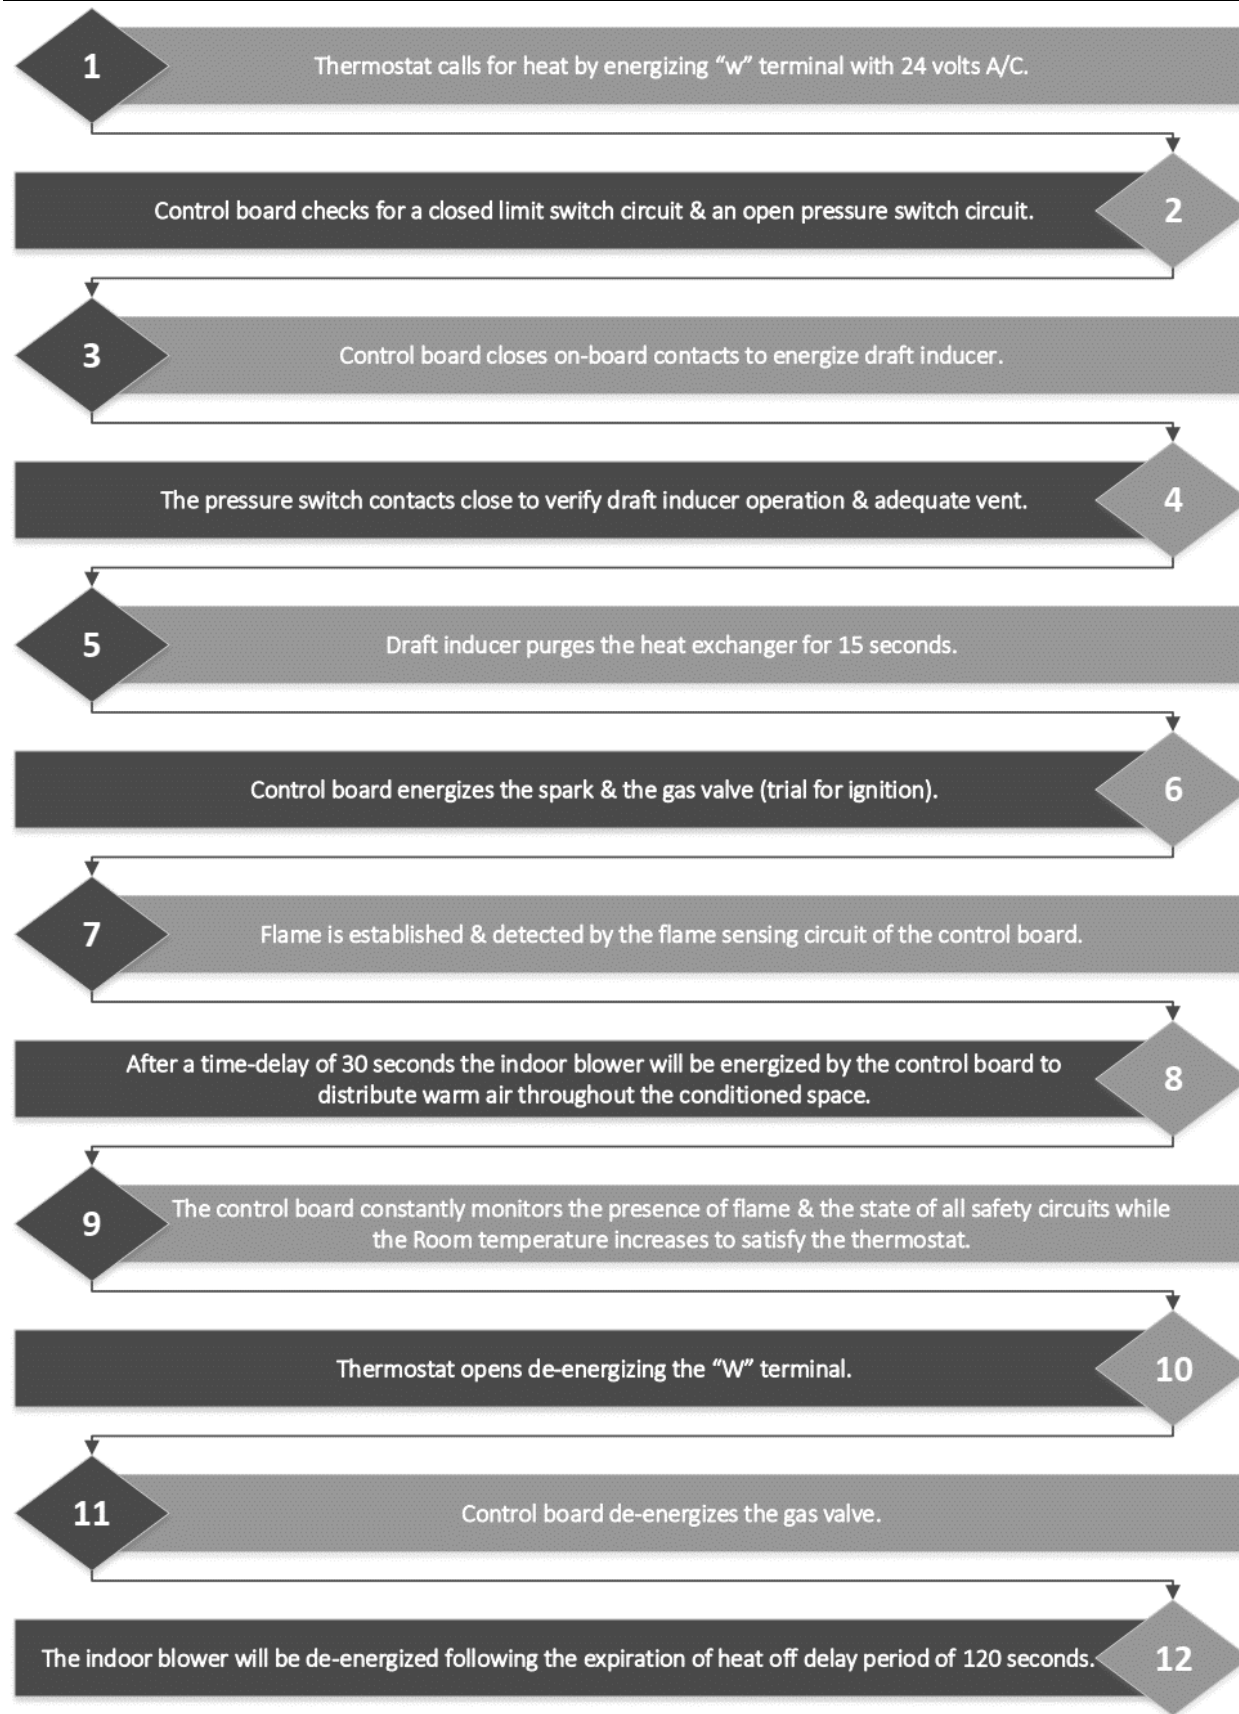 1
Thermostat calls for heat by energizing “w” terminal with 24 volts A/C.
Control board checks for a closed limit switch circuit & an open pressure switch circuit.
2
3
Control board closes on-board contacts to energize draft inducer.
The pressure switch contacts close to verify draft inducer operation & adequate vent.
4
5
Draft inducer purges the heat exchanger for 15 seconds.
Control board energizes the spark & the gas valve (trial for ignition).
6
7
Flame is established & detected by the flame sensing circuit of the control board.
After a time-delay of 30 seconds the indoor blower will be energized by the control board to
distribute warm air throughout the conditioned space.
8
9
The control board constantly monitors the presence of flame & the state of all safety circuits while
the Room temperature increases to satisfy the thermostat.
Thermostat opens de-energizing the “W” terminal.
10
11
Control board de-energizes the gas valve.
The indoor blower will be de-energized following the expiration of heat off delay period of 120 seconds.
12